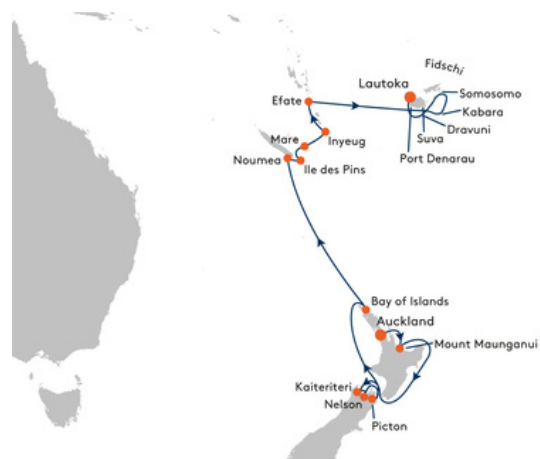 Fidschi
Lautoka
Somosomo
Efate
Kabara
Dravuni
Suva
Inyeug
Mare
Port Denarau
Noumea
Ile des Pins
Bay of Islands
Auckland
Mount Maunganui
Kaiteriteri
Nelson
Picton